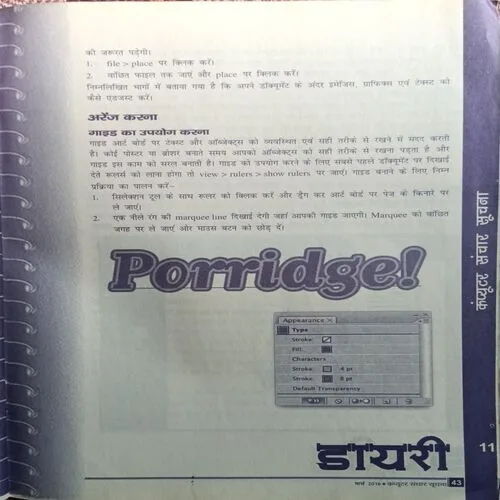 की जरूरत पड़ेगी।
1. file > place पर क्लिक करें।
2. वांछित फाइल तक जाएं और place पर क्लिक करें।
निम्नलिखित भागों में बताया गया है कि अपने डॉक्यूमेंट के अंदर इमेजिस, ग्राफिक्स एवं टेक्स्ट को
कैसे एडजस्ट करें।
अरेंज करना
गाइड का उपयोग करना
गाइड आर्ट बोर्ड पर टेक्स्ट और ऑब्जेक्ट्स को व्यवस्थित एवं सही तरीके से रखने में मदद करती
है। कोई पोस्टर या ब्रोशर बनाते समय आपको ऑब्जेक्ट्स को सही तरीके से रखना पड़ता है और
गाइड इस काम को सरल बनाती है। गाइड को उपयोग करने के लिए सबसे पहले डॉक्यूमेंट पर दिखाई
देते रूलर्स को लाना होगा तो view > rulers > show rulers पर जाएं। गाइड बनाने के लिए निम्न
प्रक्रिया का पालन करें–
1. सिलेक्शन टूल के साथ रूलर को क्लिक करें और ड्रैग कर आर्ट बोर्ड पर पेज के किनारे पर
ले जाएं।
2. एक नीले रंग की marquee line दिखाई देगी जहां आपकी गाइड जाएगी। Marquee को वांछित
जगह पर ले जाएं और माउस बटन को छोड़ दें।
Porridge!
Appearance
Type
Stroke:
Fill:
Characters
Stroke: 4 pt
Stroke: 8 pt
Default Transparency
कंप्यूटर संचार सूचना
11
डायरी
मार्च 2010 ● कंप्यूटर संचार सूचना 43